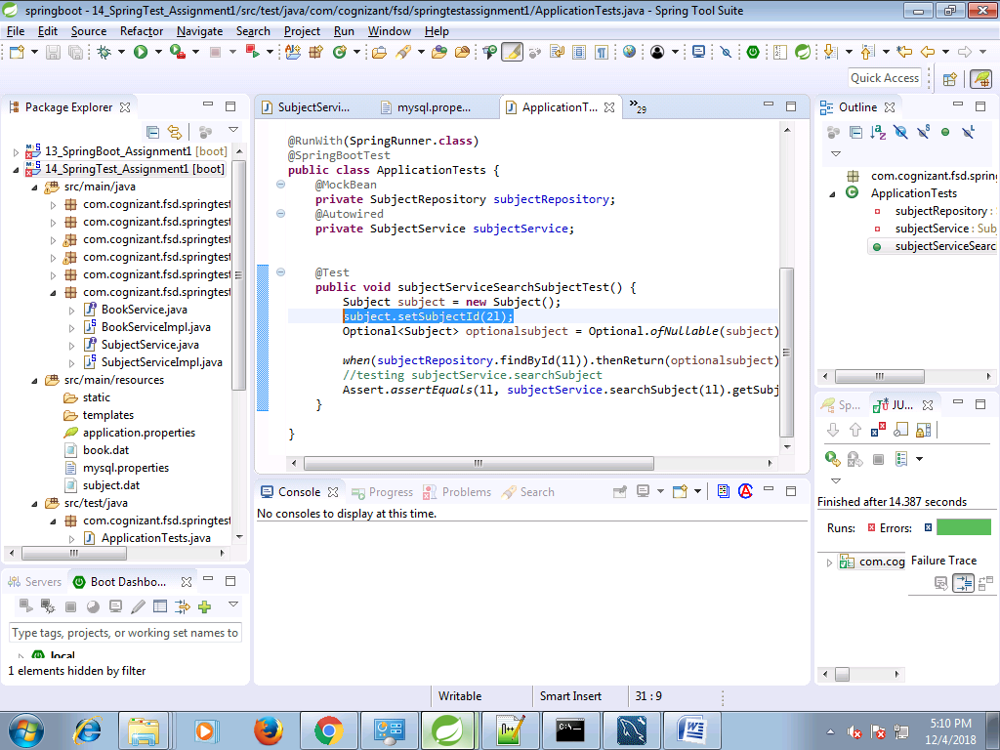 springboot - 14_SpringTest_Assignment1/src/test/java/com/cognizant/fsd/springtestassignment1/ApplicationTests.java - Spring Tool Suite
File Edit Source Refactor Navigate Search Project Run Window Help
Quick Access
Package Explorer
13_SpringBoot_Assignment1 [boot]
14_SpringTest_Assignment1 [boot]
src/main/java
com.cognizant.fsd.springtest
com.cognizant.fsd.springtest
com.cognizant.fsd.springtest
com.cognizant.fsd.springtest
com.cognizant.fsd.springtest
com.cognizant.fsd.springtest
BookService.java
BookServiceImpl.java
SubjectService.java
SubjectServiceImpl.java
src/main/resources
static
templates
application.properties
book.dat
mysql.properties
subject.dat
src/test/java
com.cognizant.fsd.springtest
ApplicationTests.java
Servers Boot Dashbo...
Type tags, projects, or working set names to
local
1 elements hidden by filter
SubjectServi... mysql.prope... ApplicationT... »29
@RunWith(SpringRunner.class)
@SpringBootTest
public class ApplicationTests {
@MockBean
private SubjectRepository subjectRepository;
@Autowired
private SubjectService subjectService;
@Test
public void subjectServiceSearchSubjectTest() {
Subject subject = new Subject();
subject.setSubjectId(2l);
Optional<Subject> optionalsubject = Optional.ofNullable(subject)
when(subjectRepository.findById(1l)).thenReturn(optionalsubject)
//testing subjectService.searchSubject
Assert.assertEquals(1l, subjectService.searchSubject(1l).getSubj
}
}
Console Progress Problems Search
No consoles to display at this time.
Outline
com.cognizant.fsd.spring
ApplicationTests
subjectRepository :
subjectService : Sub
subjectServiceSearc
Sp... JU...
Finished after 14.387 seconds
Runs: Errors:
com.cog Failure Trace
Writable Smart Insert 31 : 9
5:10 PM
12/4/2018